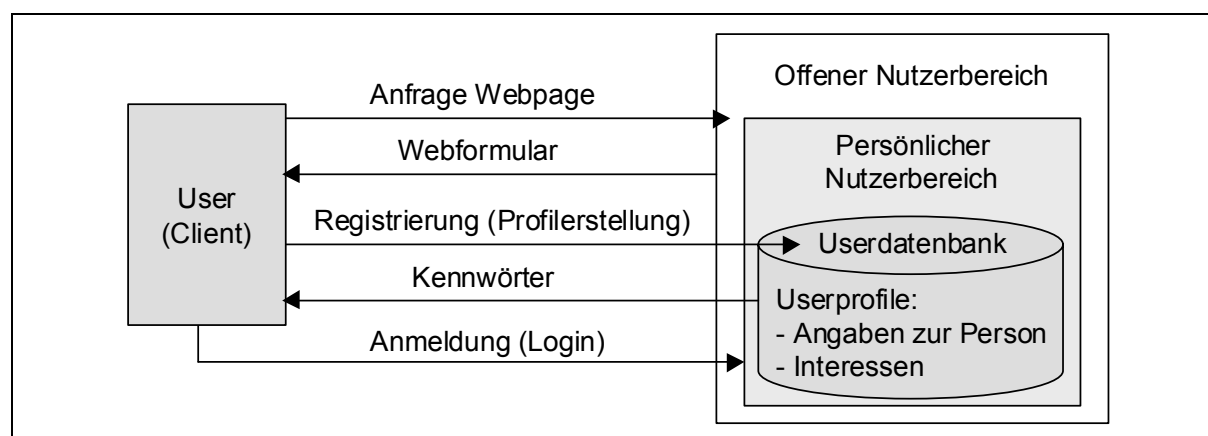 User
(Client)
Anfrage Webpage
Webformular
Registrierung (Profilerstellung)
Kennwörter
Anmeldung (Login)
Offener Nutzerbereich
Persönlicher
Nutzerbereich
Userdatenbank
Userprofile:
- Angaben zur Person
- Interessen